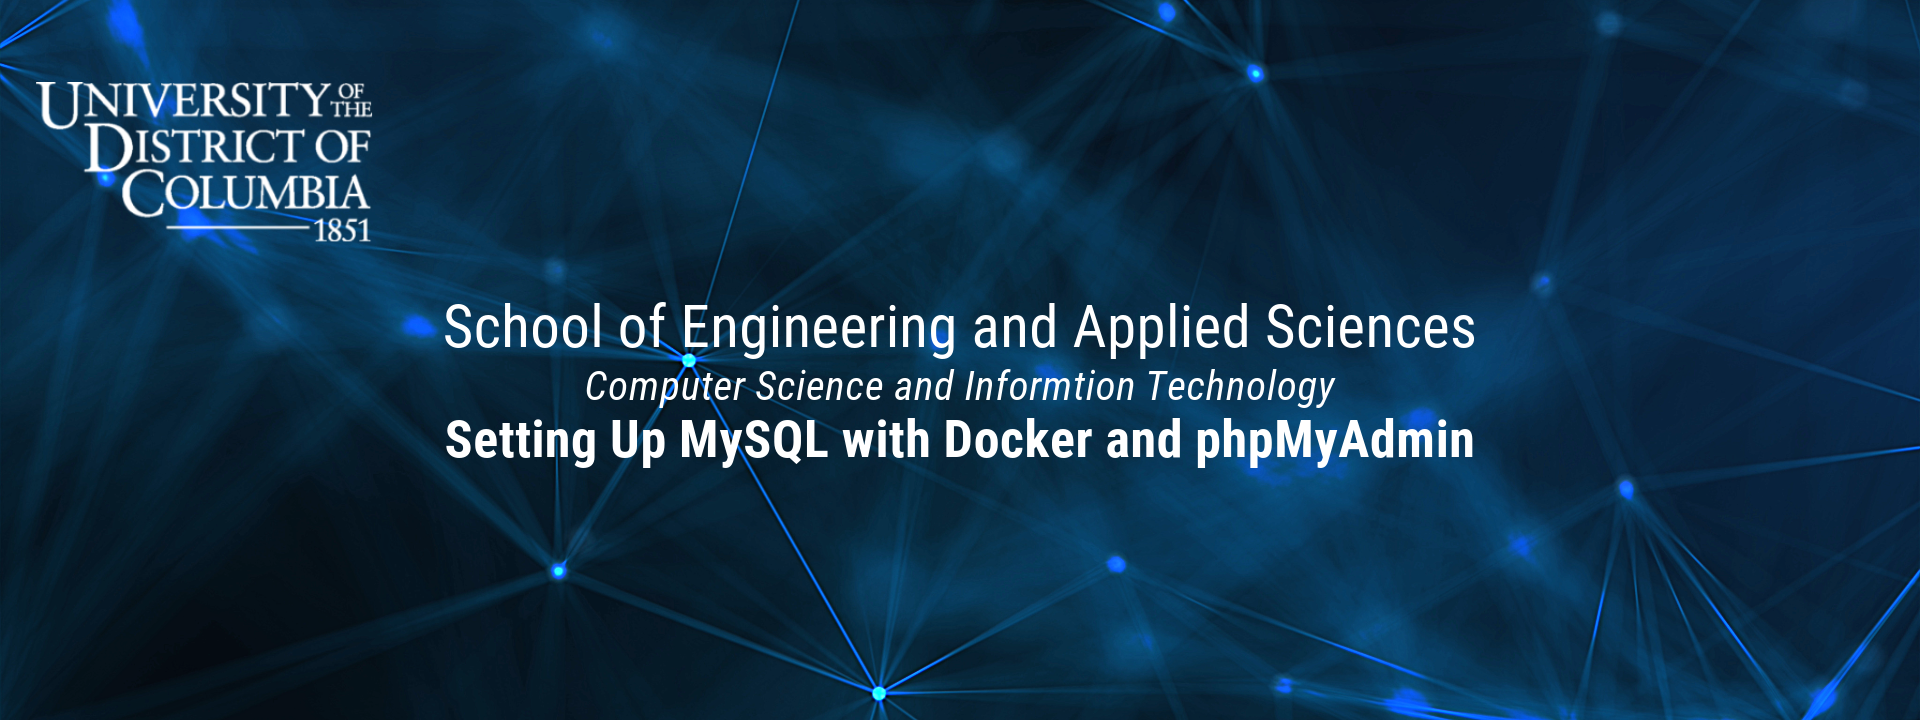 UNIVERSITY OF THE
DISTRICT OF
COLUMBIA
1851
School of Engineering and Applied Sciences
Computer Science and Informtion Technology
Setting Up MySQL with Docker and phpMyAdmin